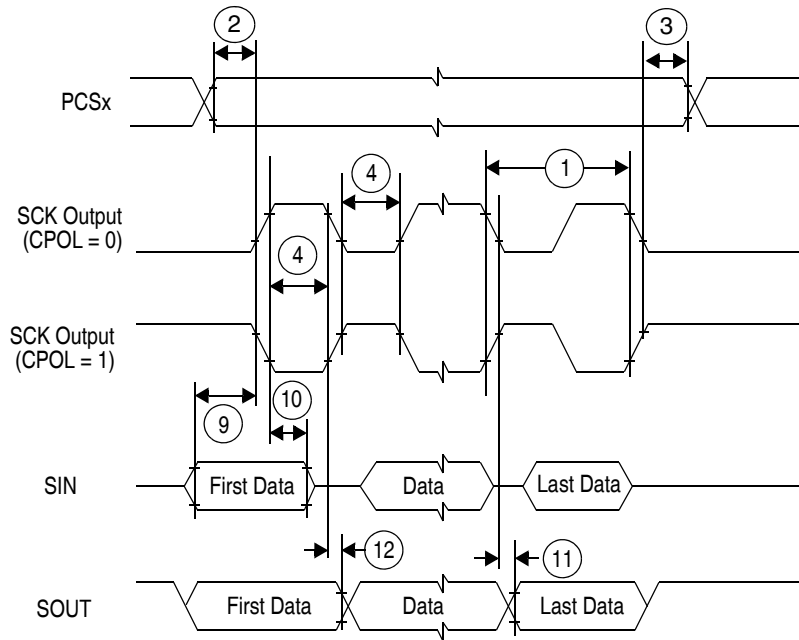 2
3
PCSx
4
1
SCK Output
(CPOL = 0)
4
SCK Output
(CPOL = 1)
9
10
SIN
First Data
Data
Last Data
12
11
SOUT
First Data
Data
Last Data